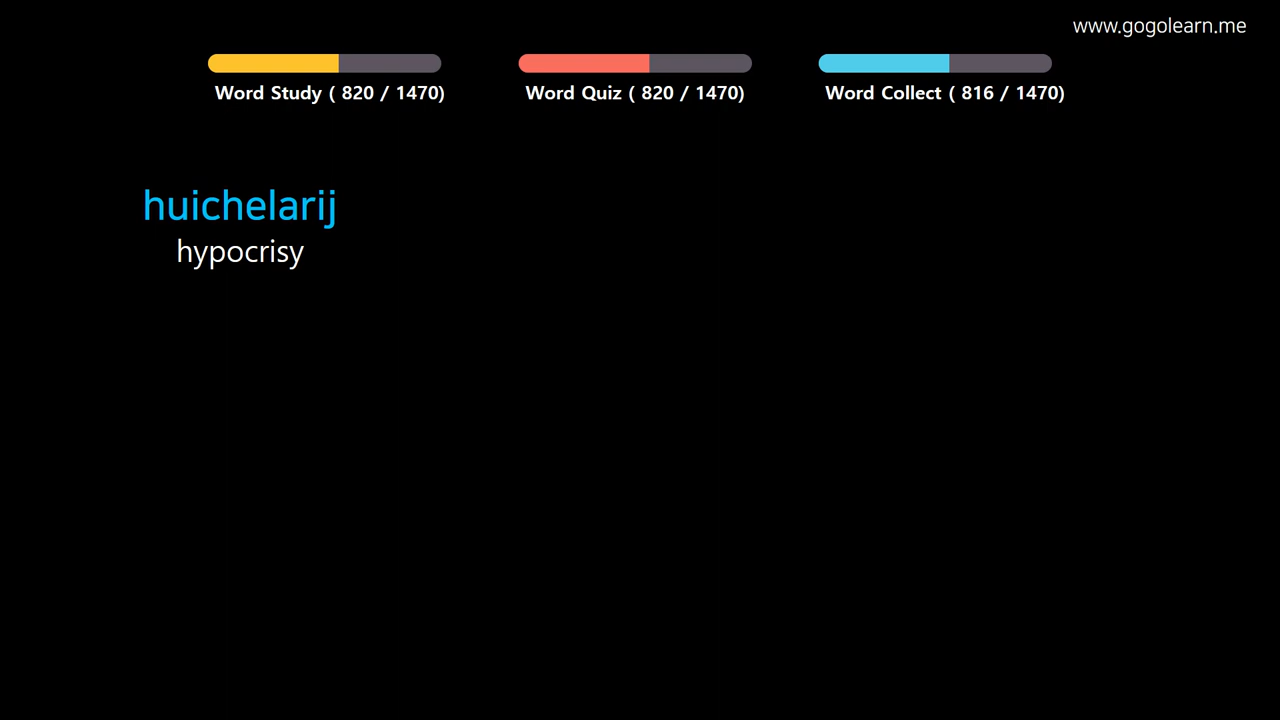 www.gogolearn.me
Word Study ( 820 / 1470)
Word Quiz ( 820 / 1470)
Word Collect ( 816 / 1470)
huichelarij
hypocrisy